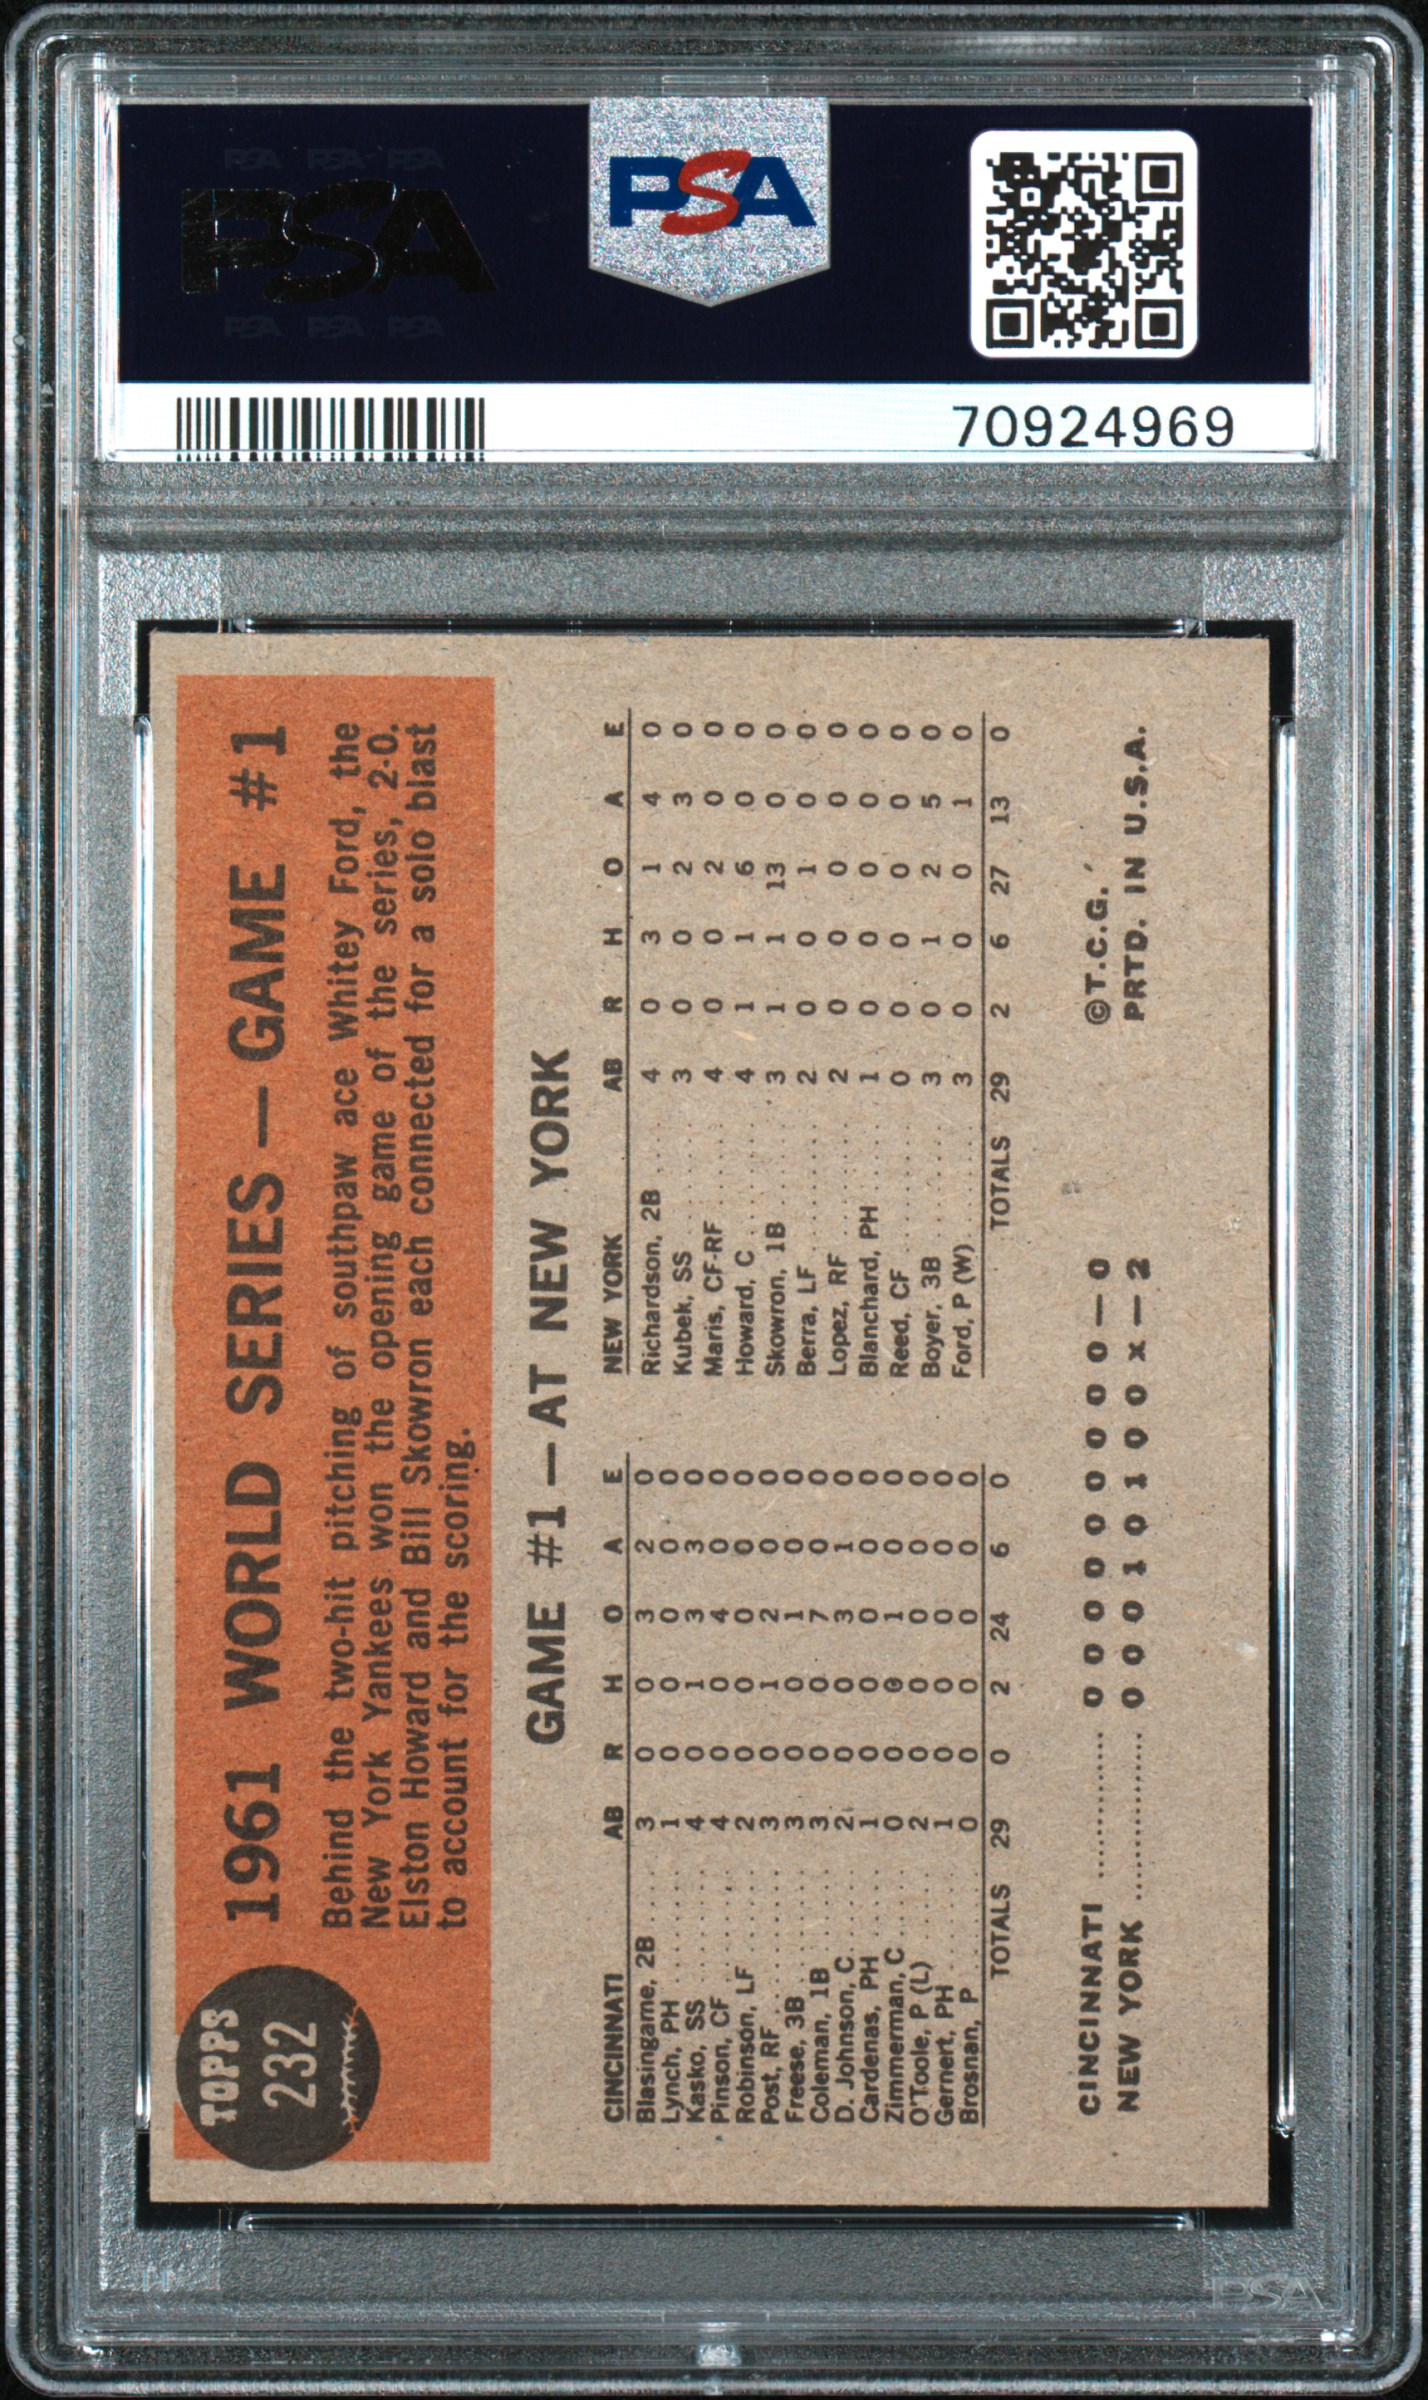 PSA PSA PSA
PSA
PSA PSA PSA
PSA
70924969
TOPPS
232
1961 WORLD SERIES — GAME #1
Behind the two-hit pitching of southpaw ace Whitey Ford, the
New York Yankees won the opening game of the series, 2-0.
Elston Howard and Bill Skowron each connected for a solo blast
to account for the scoring.
GAME #1 — AT NEW YORK
CINCINNATI AB R H O A E
Blasingame, 2B 3 0 0 3 2 0
Lynch, PH 1 0 0 0 0 0
Kasko, SS 4 0 1 3 3 0
Pinson, CF 4 0 0 4 0 0
Robinson, LF 2 0 0 0 0 0
Post, RF 3 0 1 2 0 0
Freese, 3B 3 0 0 1 0 0
Coleman, 1B 3 0 0 7 0 0
D. Johnson, C 2 0 0 3 1 0
Cardenas, PH 1 0 0 0 0 0
Zimmerman, C 0 0 0 1 0 0
O'Toole, P (L) 2 0 0 0 0 0
Gernert, PH 1 0 0 0 0 0
Brosnan, P 0 0 0 0 0 0
TOTALS 29 0 2 24 6 0
NEW YORK AB R H O A E
Richardson, 2B 4 0 3 1 4 0
Kubek, SS 3 0 0 2 3 0
Maris, CF-RF 4 0 0 2 0 0
Howard, C 4 1 1 6 0 0
Skowron, 1B 3 1 1 13 0 0
Berra, LF 2 0 0 1 0 0
Lopez, RF 2 0 0 0 0 0
Blanchard, PH 1 0 0 0 0 0
Reed, CF 0 0 0 0 0 0
Boyer, 3B 3 0 1 2 5 0
Ford, P (W) 3 0 0 0 1 0
TOTALS 29 2 6 27 13 0
CINCINNATI 0 0 0 0 0 0 0 0 0 — 0
NEW YORK 0 0 0 1 0 1 0 0 x — 2
©T.C.G.
PRTD. IN U.S.A.
PSA